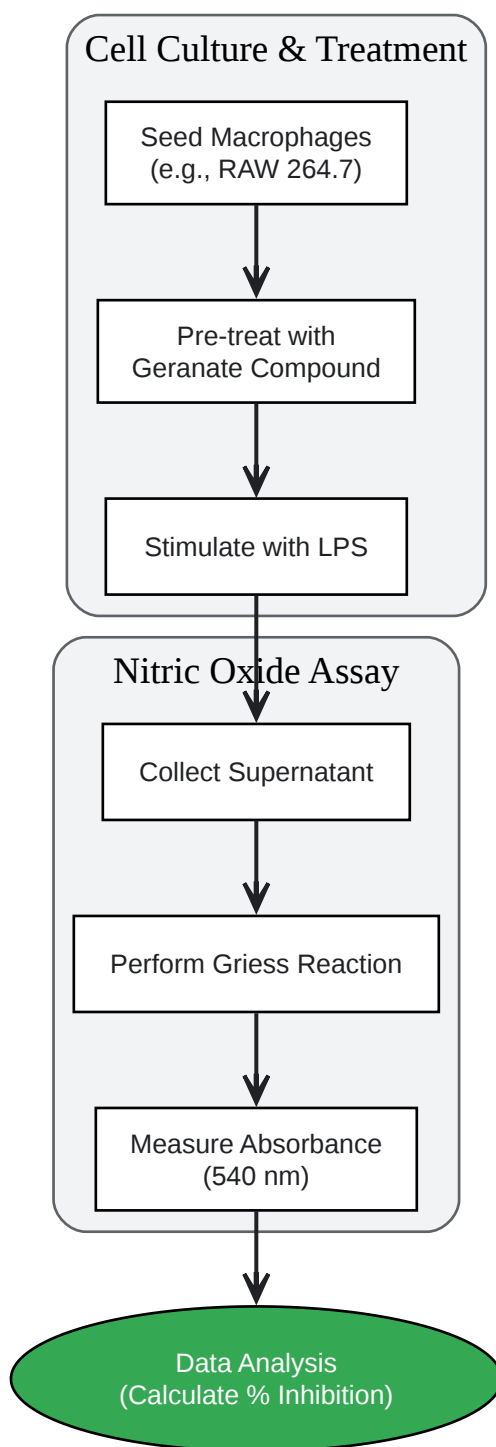 Cell Culture & Treatment
Seed Macrophages
(e.g., RAW 264.7)
Pre-treat with
Geranate Compound
Stimulate with LPS
Nitric Oxide Assay
Collect Supernatant
Perform Griess Reaction
Measure Absorbance
(540 nm)
Data Analysis
(Calculate % Inhibition)